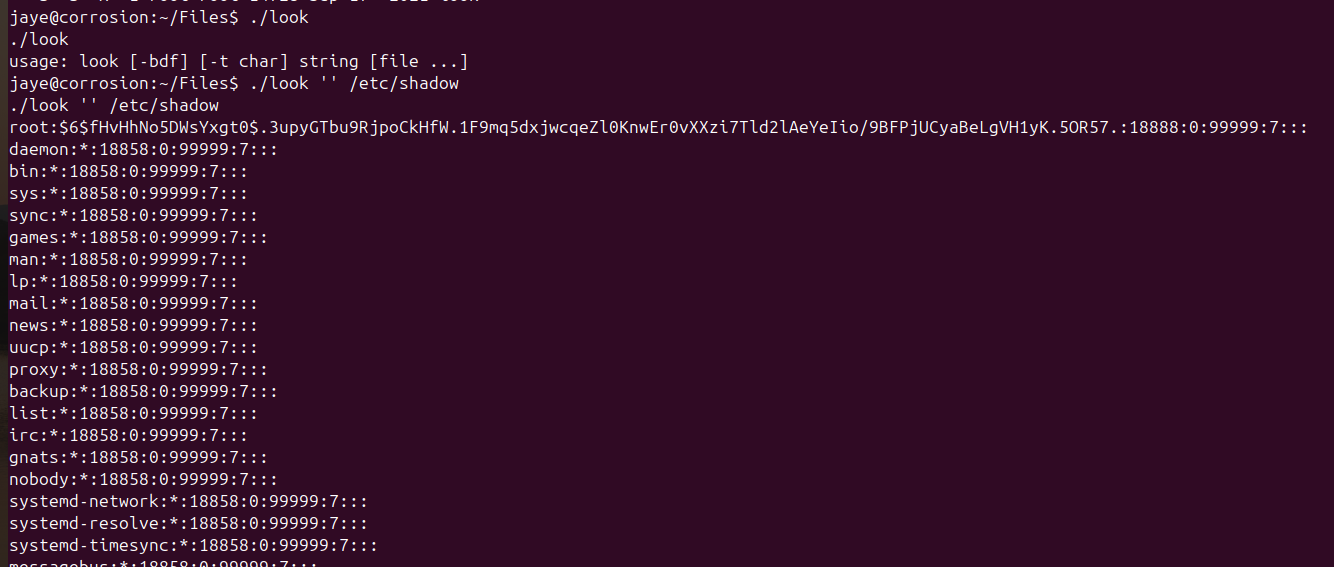 jaye@corrosion:~/Files$ ./look
./look
usage: look [-bdf] [-t char] string [file ...]
jaye@corrosion:~/Files$ ./look '' /etc/shadow
./look '' /etc/shadow
root:$6$fHvHhNo5DWsYxgt0$.3upyGTbu9RjpoCkHfW.1F9mq5dxjwcqeZl0KnwEr0vXXzi7Tld2lAeYeIio/9BFPjUCyaBeLgVH1yK.5OR57.:18888:0:99999:7:::
daemon:*:18858:0:99999:7:::
bin:*:18858:0:99999:7:::
sys:*:18858:0:99999:7:::
sync:*:18858:0:99999:7:::
games:*:18858:0:99999:7:::
man:*:18858:0:99999:7:::
lp:*:18858:0:99999:7:::
mail:*:18858:0:99999:7:::
news:*:18858:0:99999:7:::
uucp:*:18858:0:99999:7:::
proxy:*:18858:0:99999:7:::
backup:*:18858:0:99999:7:::
list:*:18858:0:99999:7:::
irc:*:18858:0:99999:7:::
gnats:*:18858:0:99999:7:::
nobody:*:18858:0:99999:7:::
systemd-network:*:18858:0:99999:7:::
systemd-resolve:*:18858:0:99999:7:::
systemd-timesync:*:18858:0:99999:7:::
messagebus:*:18858:0:99999:7:::